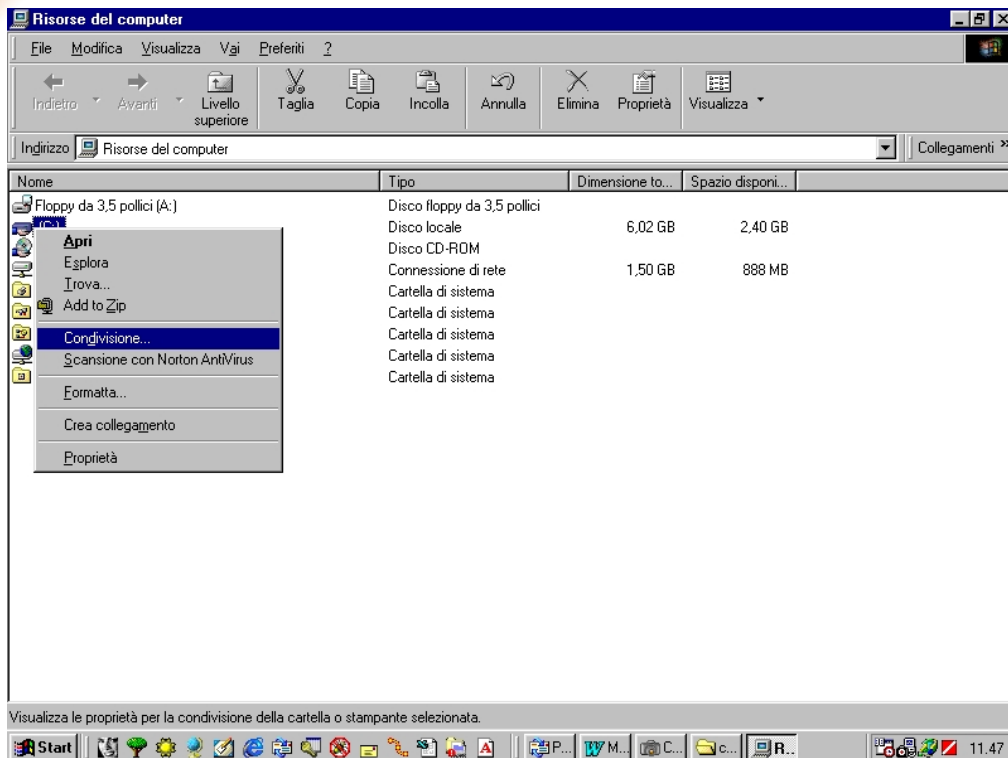 Risorse del computer
File Modifica Visualizza Vai Preferiti ?
Indietro Avanti Livello superiore Taglia Copia Incolla Annulla Elimina Proprietà Visualizza
Indirizzo Risorse del computer Collegamenti »
Nome Tipo Dimensione to... Spazio disponi...
Floppy da 3,5 pollici (A:) Disco floppy da 3,5 pollici
(C:) Disco locale 6,02 GB 2,40 GB
Disco CD-ROM
Connessione di rete 1,50 GB 888 MB
Cartella di sistema
Cartella di sistema
Cartella di sistema
Cartella di sistema
Cartella di sistema
Apri
Esplora
Trova...
Add to Zip
Condivisione...
Scansione con Norton AntiVirus
Formatta...
Crea collegamento
Proprietà
Visualizza le proprietà per la condivisione della cartella o stampante selezionata.
Start P... M... C... c... R.. 11.47